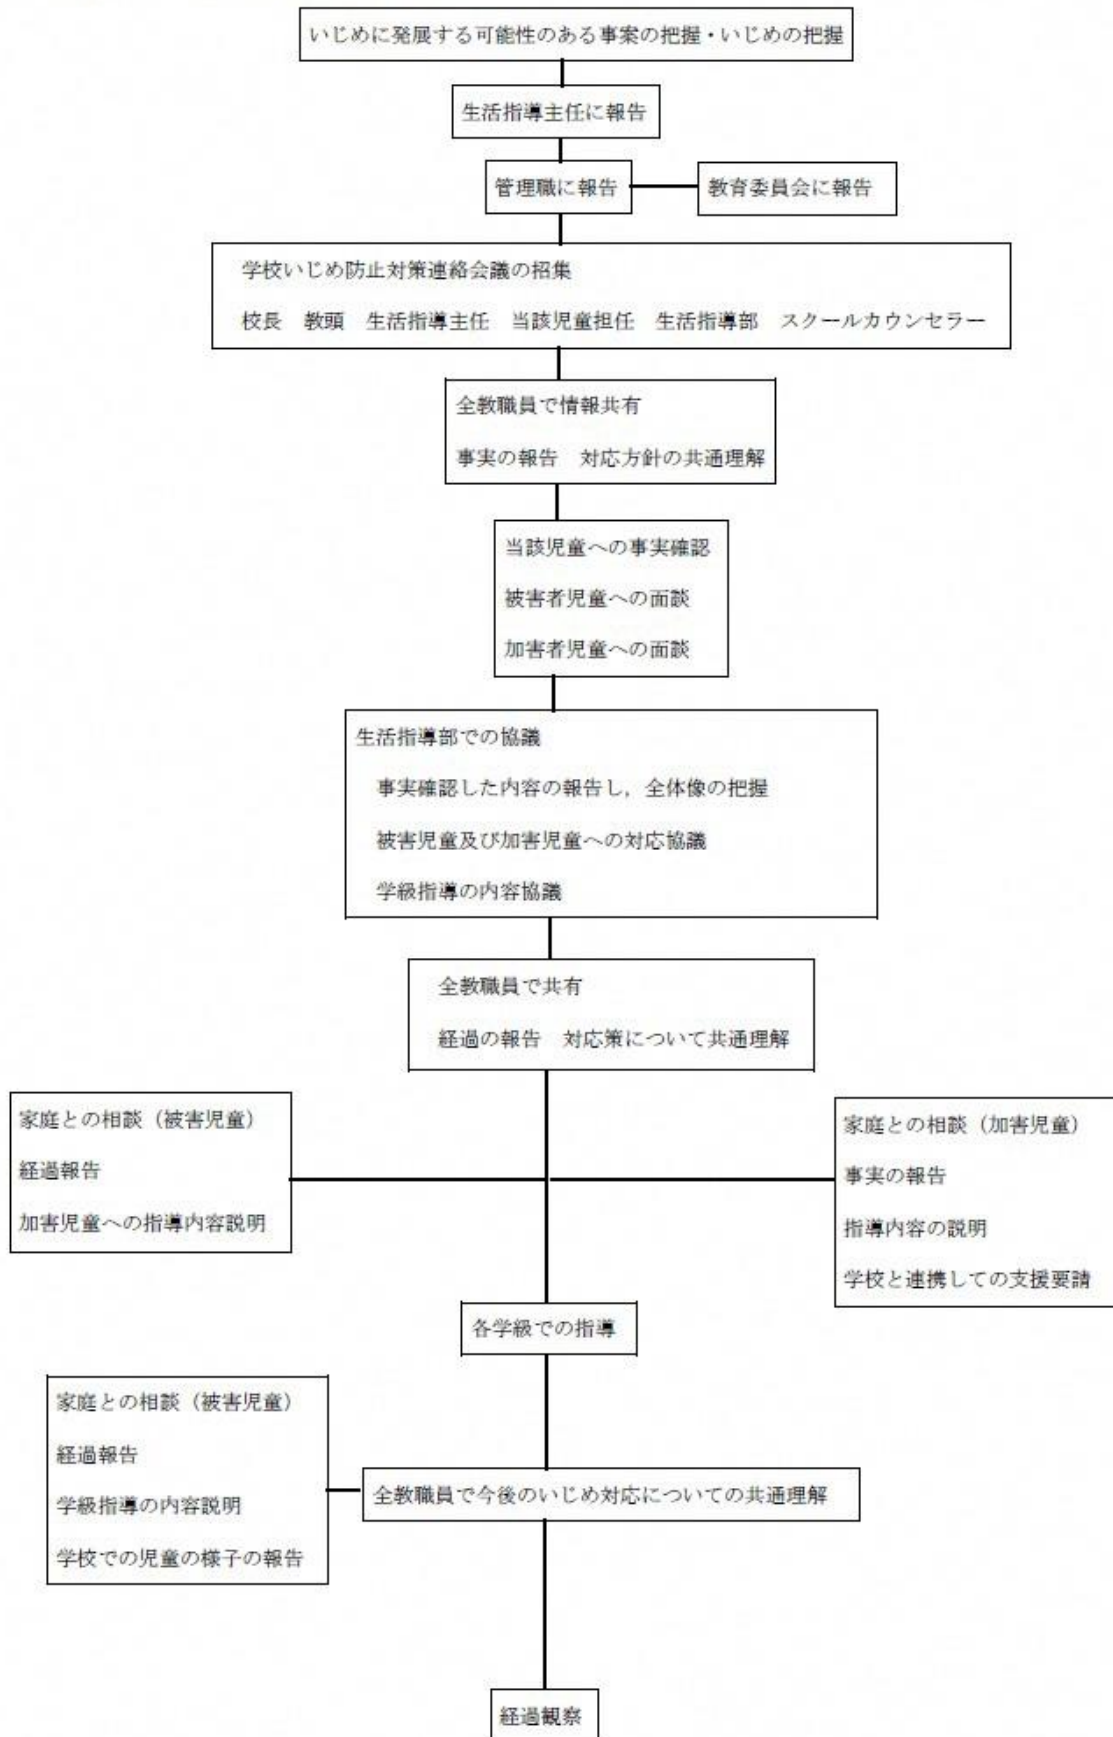 いじめに発展する可能性のある事案の把握・いじめの把握
生活指導主任に報告
管理職に報告
教育委員会に報告
学校いじめ防止対策連絡会議の招集
校長　教頭　生活指導主任　当該児童担任　生活指導部　スクールカウンセラー
全教職員で情報共有
事実の報告　対応方針の共通理解
当該児童への事実確認
被害者児童への面談
加害者児童への面談
生活指導部での協議
事実確認した内容の報告し，全体像の把握
被害児童及び加害児童への対応協議
学級指導の内容協議
全教職員で共有
経過の報告　対応策について共通理解
家庭との相談（被害児童）
経過報告
加害児童への指導内容説明
家庭との相談（加害児童）
事実の報告
指導内容の説明
学校と連携しての支援要請
各学級での指導
家庭との相談（被害児童）
経過報告
学級指導の内容説明
学校での児童の様子の報告
全教職員で今後のいじめ対応についての共通理解
経過観察